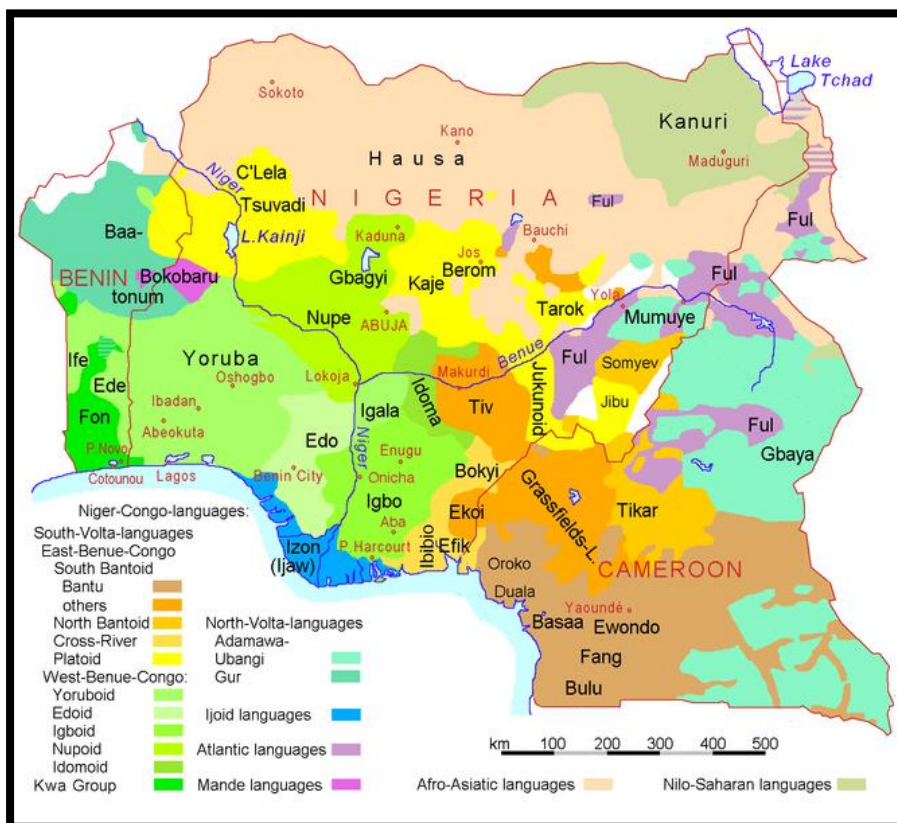 Lake
Tchad
Sokoto
Kanuri
Kano
Maduguri
Hausa
Niger
C'Lela
Tsuvadi
NIGERIA
Ful
Ful
L.Kainji
Kaduna
Bauchi
Baa-
Jos
Gbagyi
Berom
Kaje
Ful
BENIN
Bokobaru
tonum
Tarok
Yola
Mumuye
Nupe
ABUJA
Benue
Ful
Yoruba
Somyev
Ife
Ede
Oshogbo
Lokoja
Makurdi
Idoma
Tiv
Jukunoid
Jibu
Fon
Ibadan
Igala
Ful
Abeokuta
Edo
Niger
Enugu
Gbaya
P.Novo
Benin City
Onicha
Bokyi
Cotounou
Lagos
Igbo
Ekoi
Grassfields-L.
Tikar
Aba
Izon
(Ijaw)
P.Harcourt
Ibibio
Efik
Oroko
CAMEROON
Duala
Yaoundé
Basaa
Ewondo
Fang
Bulu
Niger-Congo-languages:
South-Volta-languages
East-Benue-Congo
South Bantoid
Bantu
others
North Bantoid
Cross-River
Platoid
West-Benue-Congo:
Yoruboid
Edoid
Igboid
Nupoid
Idomoid
Kwa Group
North-Volta-languages
Adamawa-
Ubangi
Gur
Ijoid languages
Atlantic languages
Mande languages
km 100 200 300 400 500
Afro-Asiatic languages
Nilo-Saharan languages